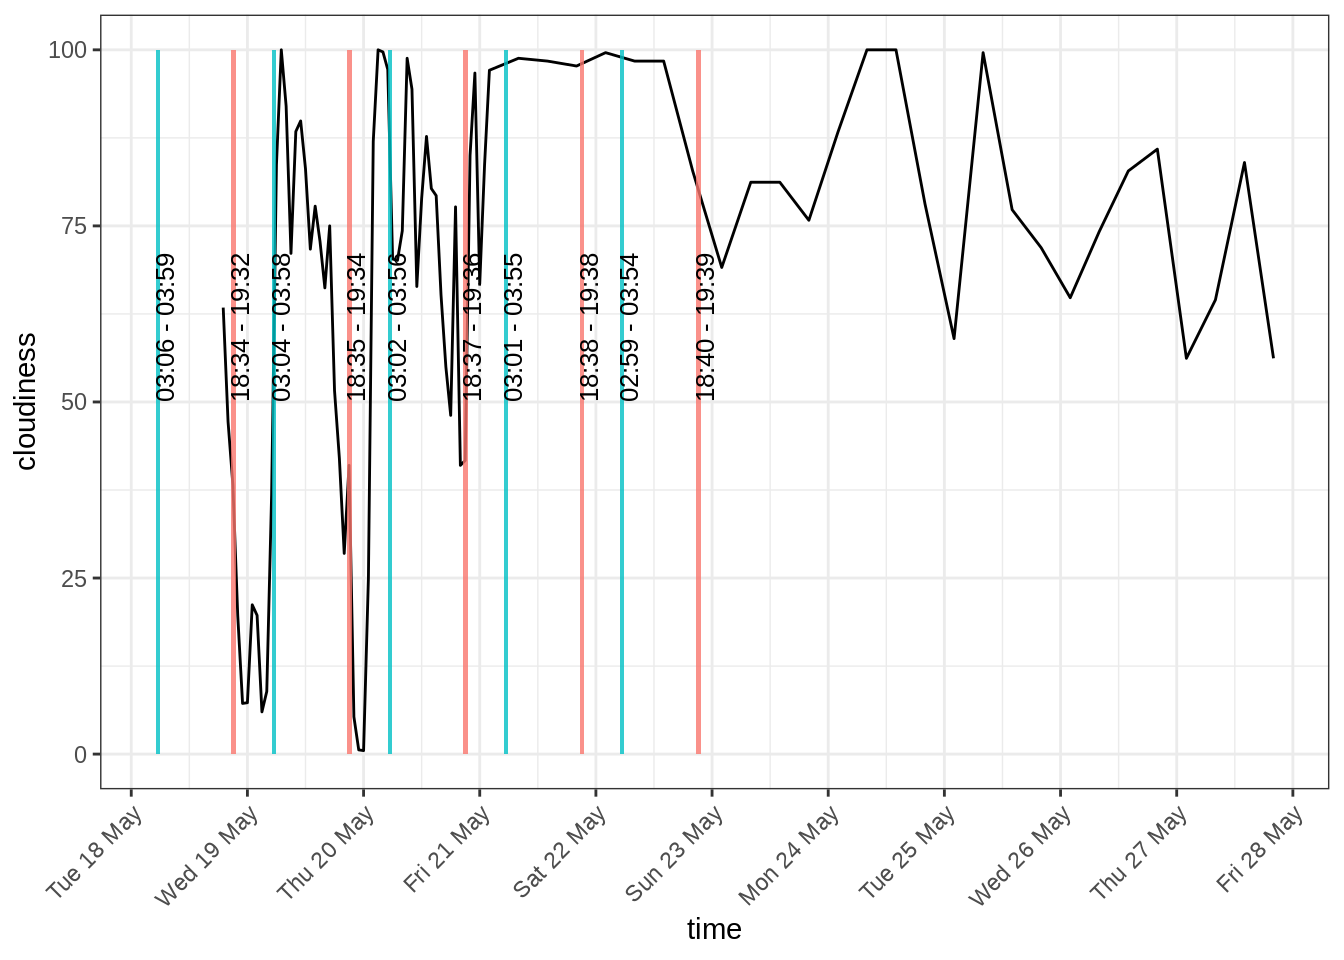 100
75
50
25
0
cloudiness
03:06 - 03:59
18:34 - 19:32
03:04 - 03:58
18:35 - 19:34
03:02 - 03:56
18:37 - 19:36
03:01 - 03:55
18:38 - 19:38
02:59 - 03:54
18:40 - 19:39
Tue 18 May
Wed 19 May
Thu 20 May
Fri 21 May
Sat 22 May
Sun 23 May
Mon 24 May
Tue 25 May
Wed 26 May
Thu 27 May
Fri 28 May
time